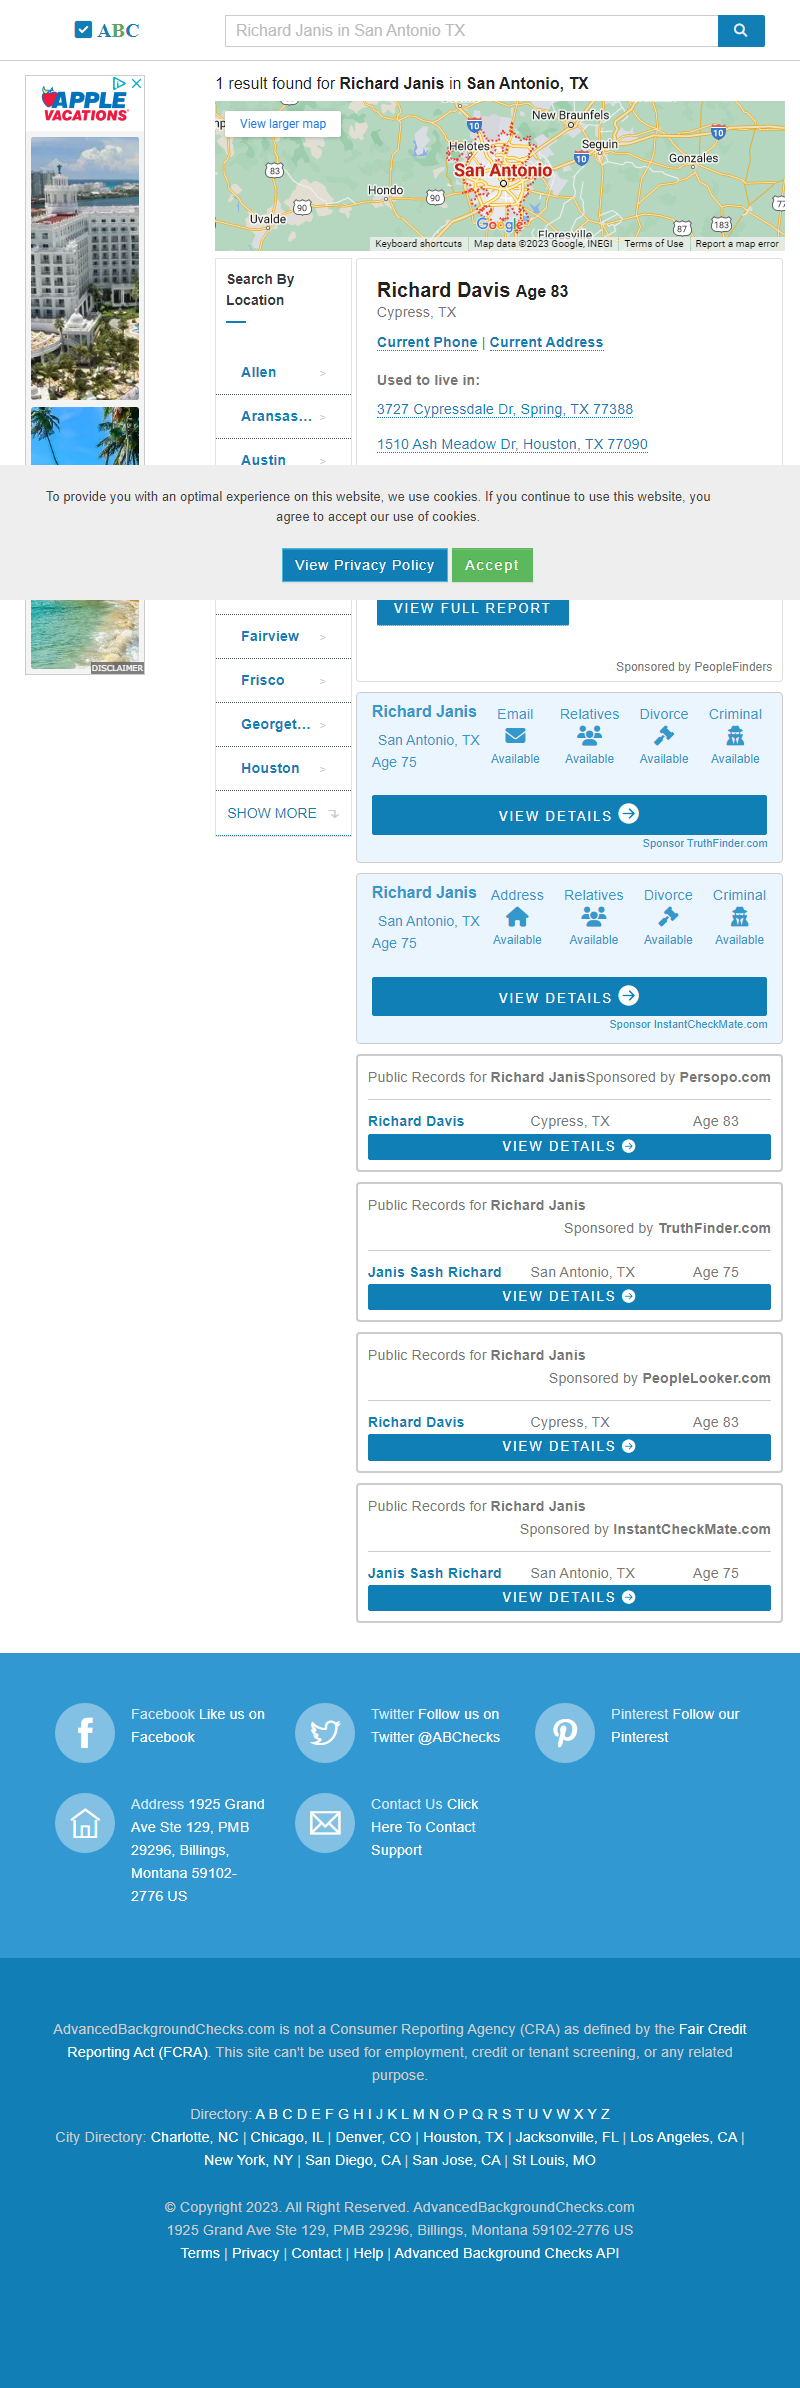 ABC
Richard Janis in San Antonio TX
APPLE
VACATIONS
DISCLAIMER
1 result found for Richard Janis in San Antonio, TX
View larger map
New Braunfels
10
Helotes
Seguin
10
10
Gonzales
San Antonio
83
Hondo
90
90
Uvalde
Google
Floresville
87
183
77
Keyboard shortcuts
Map data ©2023 Google, INEGI
Terms of Use
Report a map error
Search By
Location
Allen >
Aransas... >
Austin >
Fairview >
Frisco >
Georget... >
Houston >
SHOW MORE
Richard Davis Age 83
Cypress, TX
Current Phone | Current Address
Used to live in:
3727 Cypressdale Dr, Spring, TX 77388
1510 Ash Meadow Dr, Houston, TX 77090
To provide you with an optimal experience on this website, we use cookies. If you continue to use this website, you
agree to accept our use of cookies.
View Privacy Policy
Accept
VIEW FULL REPORT
Sponsored by PeopleFinders
Richard Janis
San Antonio, TX
Age 75
Email Relatives Divorce Criminal
Available Available Available Available
VIEW DETAILS
Sponsor TruthFinder.com
Richard Janis
San Antonio, TX
Age 75
Address Relatives Divorce Criminal
Available Available Available Available
VIEW DETAILS
Sponsor InstantCheckMate.com
Public Records for Richard Janis Sponsored by Persopo.com
Richard Davis Cypress, TX Age 83
VIEW DETAILS
Public Records for Richard Janis
Sponsored by TruthFinder.com
Janis Sash Richard San Antonio, TX Age 75
VIEW DETAILS
Public Records for Richard Janis
Sponsored by PeopleLooker.com
Richard Davis Cypress, TX Age 83
VIEW DETAILS
Public Records for Richard Janis
Sponsored by InstantCheckMate.com
Janis Sash Richard San Antonio, TX Age 75
VIEW DETAILS
Facebook Like us on
Facebook
Twitter Follow us on
Twitter @ABChecks
Pinterest Follow our
Pinterest
Address 1925 Grand
Ave Ste 129, PMB
29296, Billings,
Montana 59102-
2776 US
Contact Us Click
Here To Contact
Support
AdvancedBackgroundChecks.com is not a Consumer Reporting Agency (CRA) as defined by the Fair Credit
Reporting Act (FCRA). This site can't be used for employment, credit or tenant screening, or any related
purpose.
Directory: A B C D E F G H I J K L M N O P Q R S T U V W X Y Z
City Directory: Charlotte, NC | Chicago, IL | Denver, CO | Houston, TX | Jacksonville, FL | Los Angeles, CA |
New York, NY | San Diego, CA | San Jose, CA | St Louis, MO
© Copyright 2023. All Right Reserved. AdvancedBackgroundChecks.com
1925 Grand Ave Ste 129, PMB 29296, Billings, Montana 59102-2776 US
Terms | Privacy | Contact | Help | Advanced Background Checks API